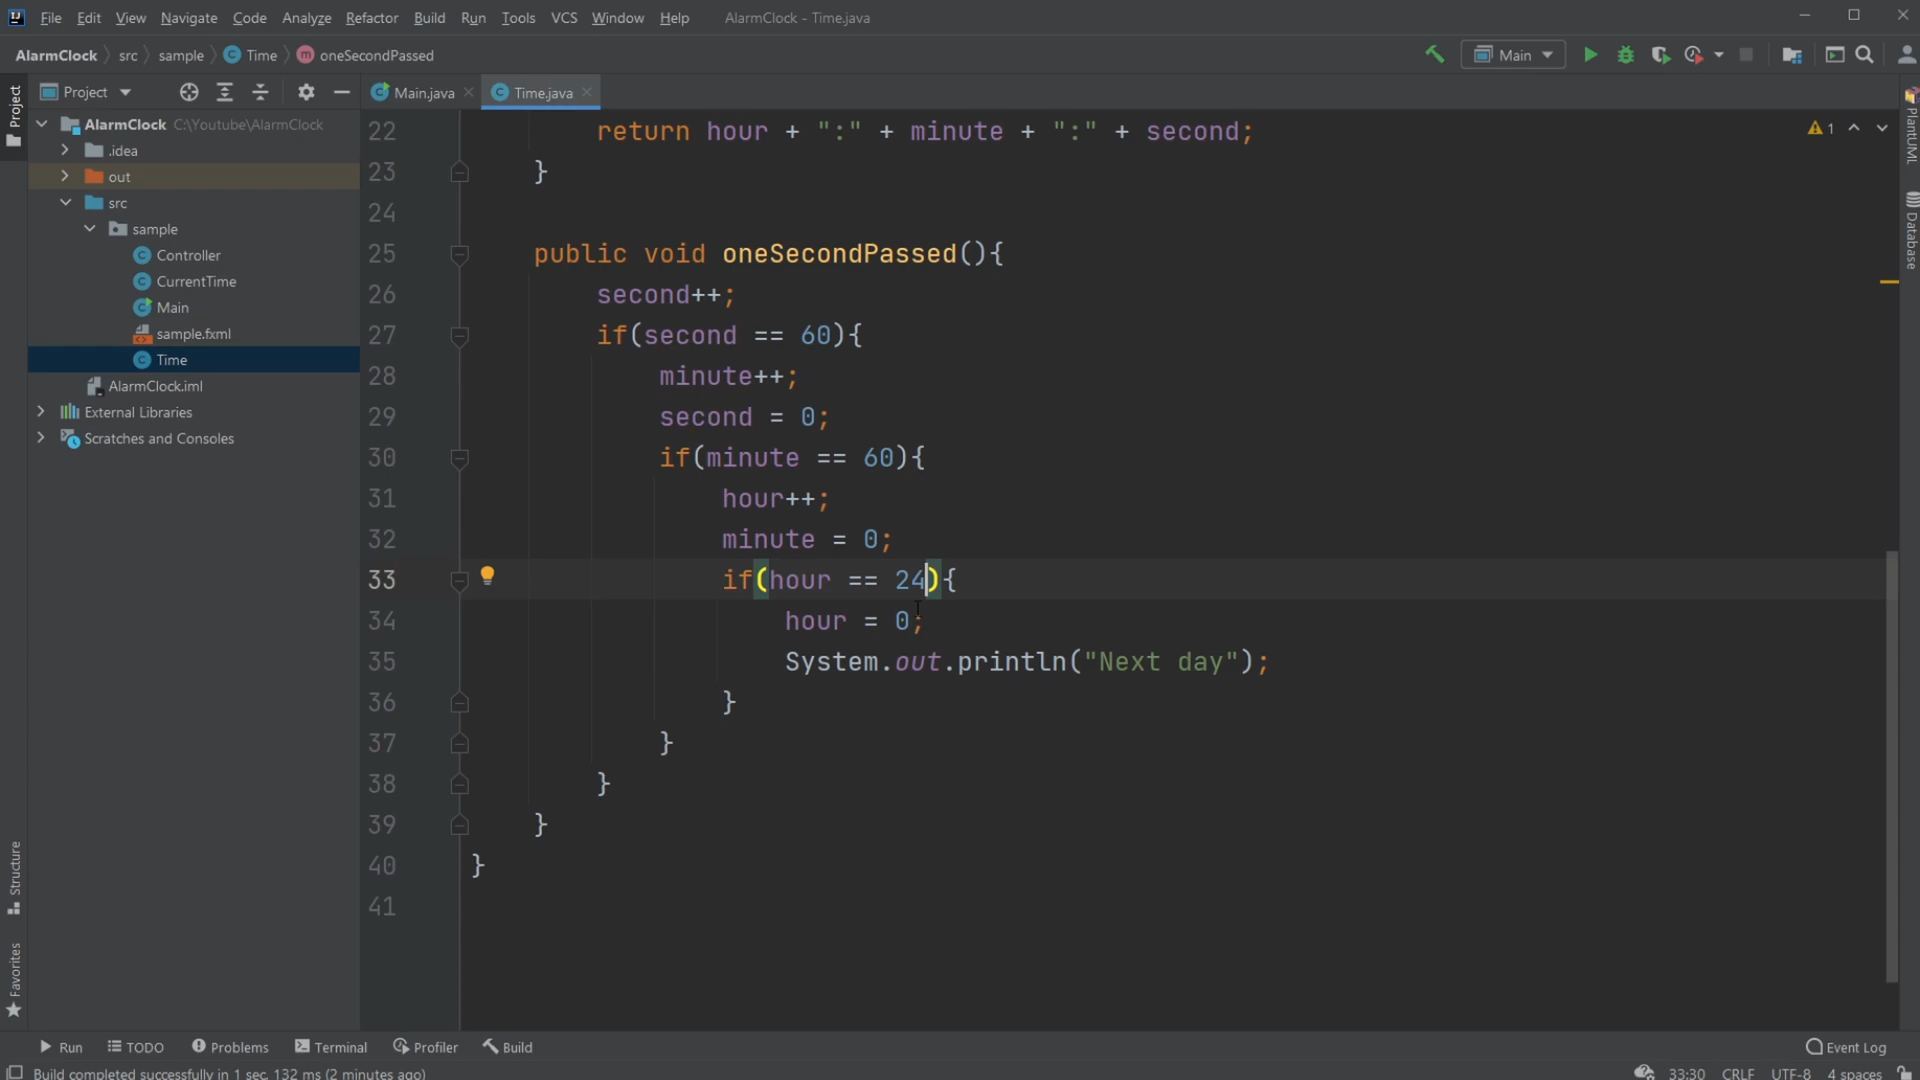 File Edit View Navigate Code Analyze Refactor Build Run Tools VCS Window Help AlarmClock - Time.java
AlarmClock src sample Time oneSecondPassed Main
Project Main.java Time.java
Project
AlarmClock C:\Youtube\AlarmClock
.idea
out
src
sample
Controller
CurrentTime
Main
sample.fxml
Time
AlarmClock.iml
External Libraries
Scratches and Consoles
Structure
Favorites
22 return hour + ":" + minute + ":" + second;
23 }
24
25 public void oneSecondPassed(){
26 second++;
27 if(second == 60){
28 minute++;
29 second = 0;
30 if(minute == 60){
31 hour++;
32 minute = 0;
33 if(hour == 24){
34 hour = 0;
35 System.out.println("Next day");
36 }
37 }
38 }
39 }
40 }
41
1
PlantUML
Database
Run TODO Problems Terminal Profiler Build Event Log
Build completed successfully in 1 sec, 132 ms (2 minutes ago) 33:30 CRLF UTF-8 4 spaces